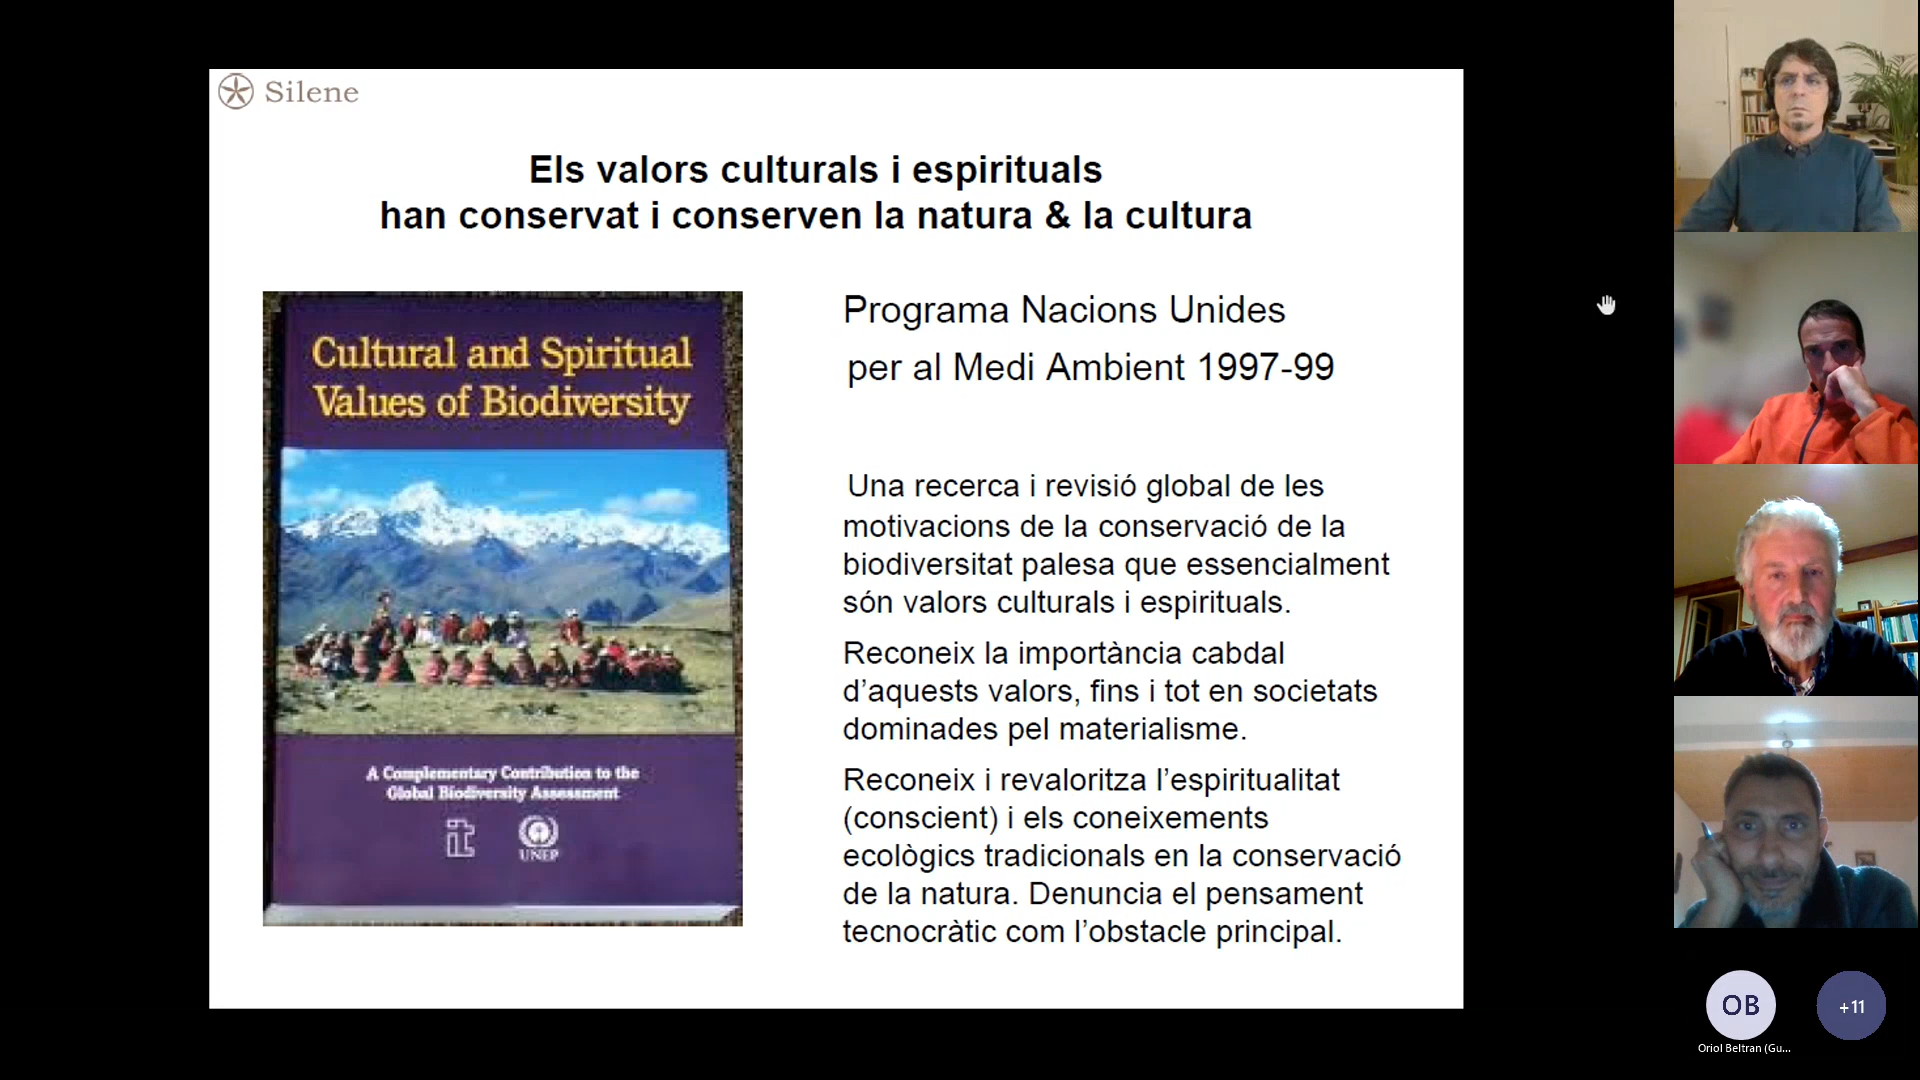 Silene
Els valors culturals i espirituals
han conservat i conserven la natura & la cultura
Cultural and Spiritual
Values of Biodiversity
A Complementary Contribution to the
Global Biodiversity Assessment
it
UNEP
Programa Nacions Unides
per al Medi Ambient 1997-99
Una recerca i revisió global de les
motivacions de la conservació de la
biodiversitat palesa que essencialment
són valors culturals i espirituals.
Reconeix la importància cabdal
d’aquests valors, fins i tot en societats
dominades pel materialisme.
Reconeix i revaloritza l’espiritualitat
(conscient) i els coneixements
ecològics tradicionals en la conservació
de la natura. Denuncia el pensament
tecnocràtic com l’obstacle principal.
OB
+11
Oriol Beltran (Gu...